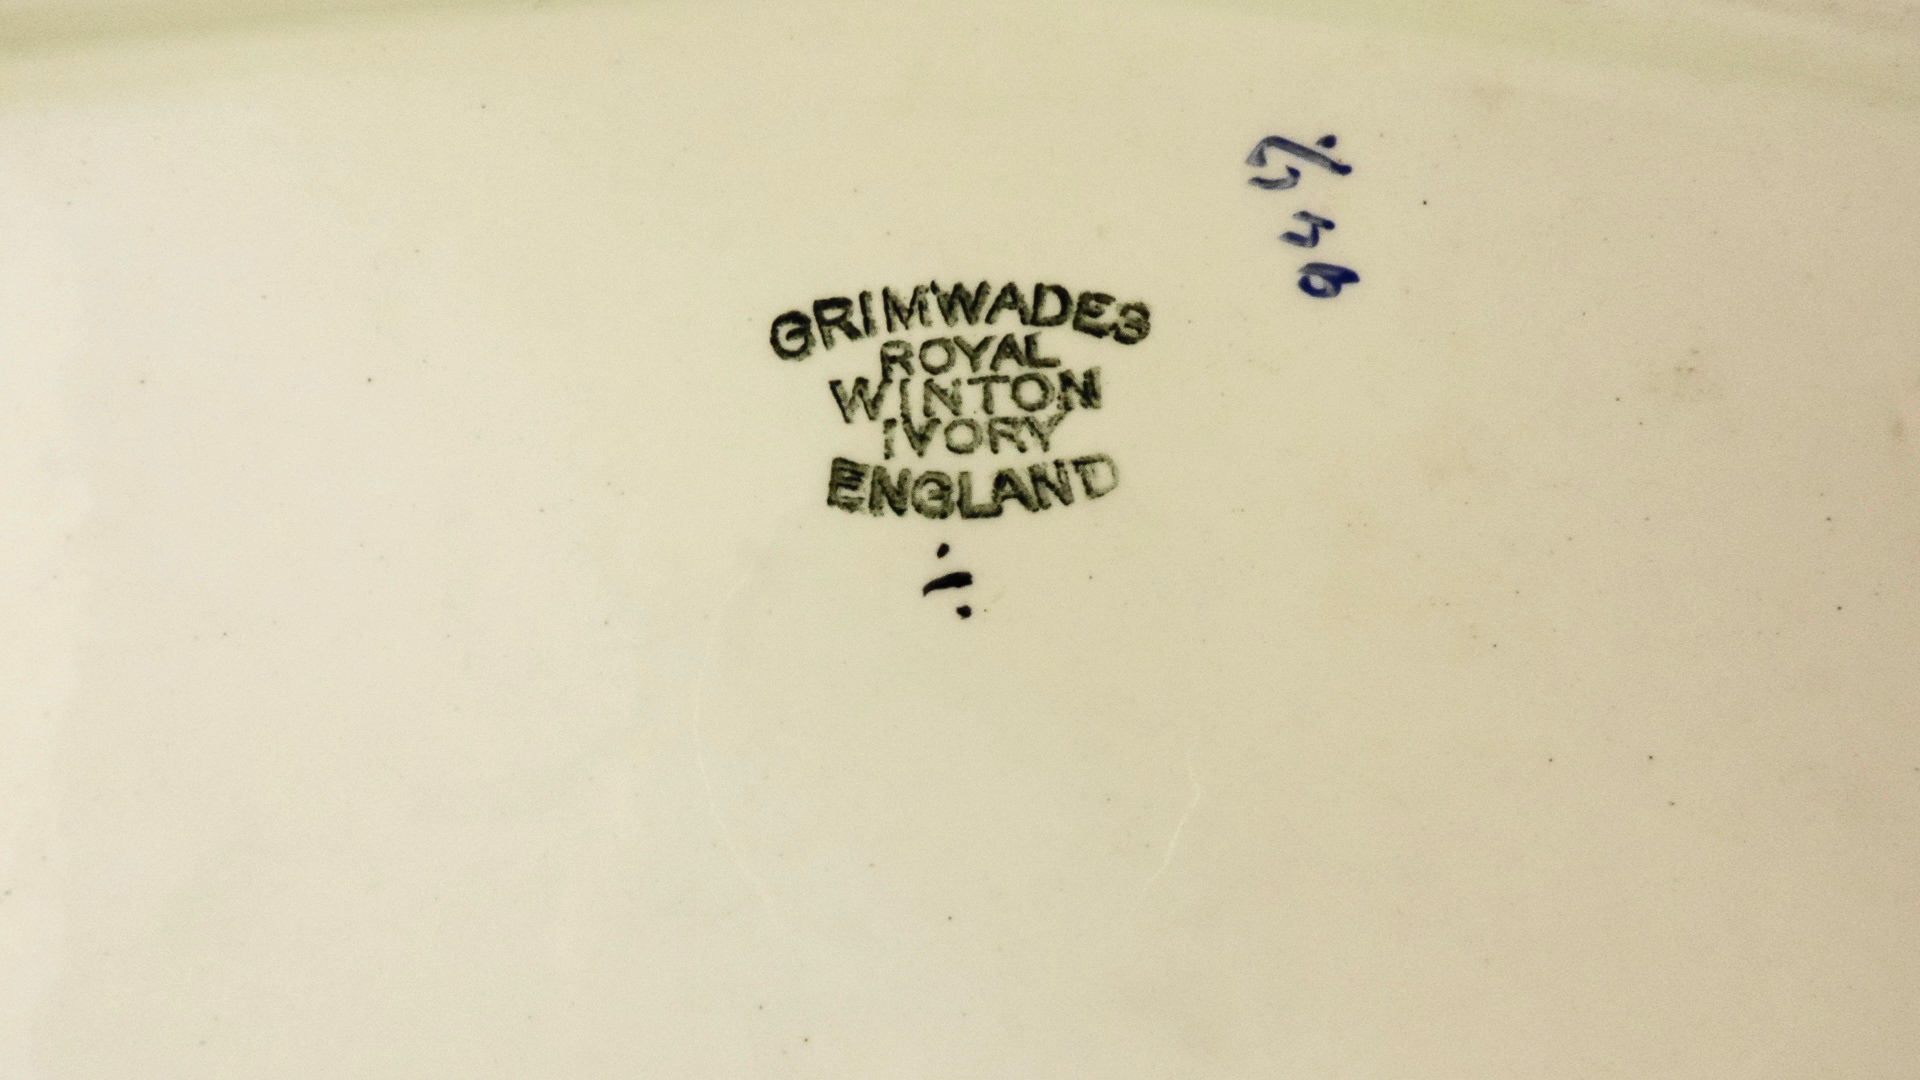 GRIMWADES
ROYAL
WINTON
IVORY
ENGLAND